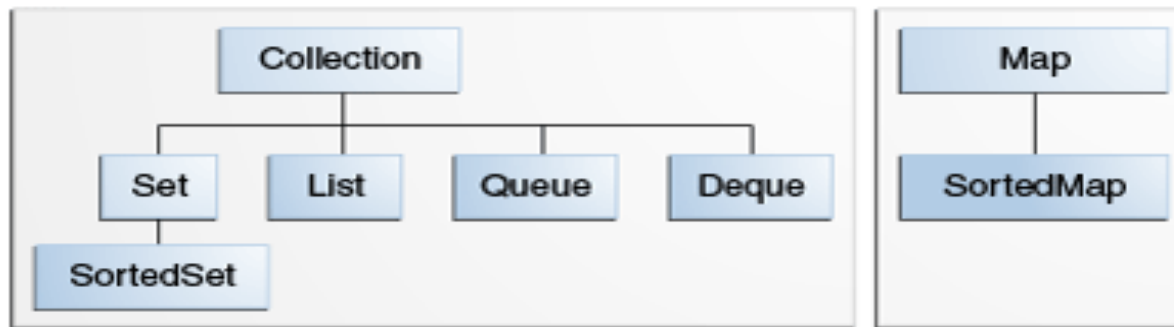 Collection
Set
List
Queue
Deque
SortedSet
Map
SortedMap